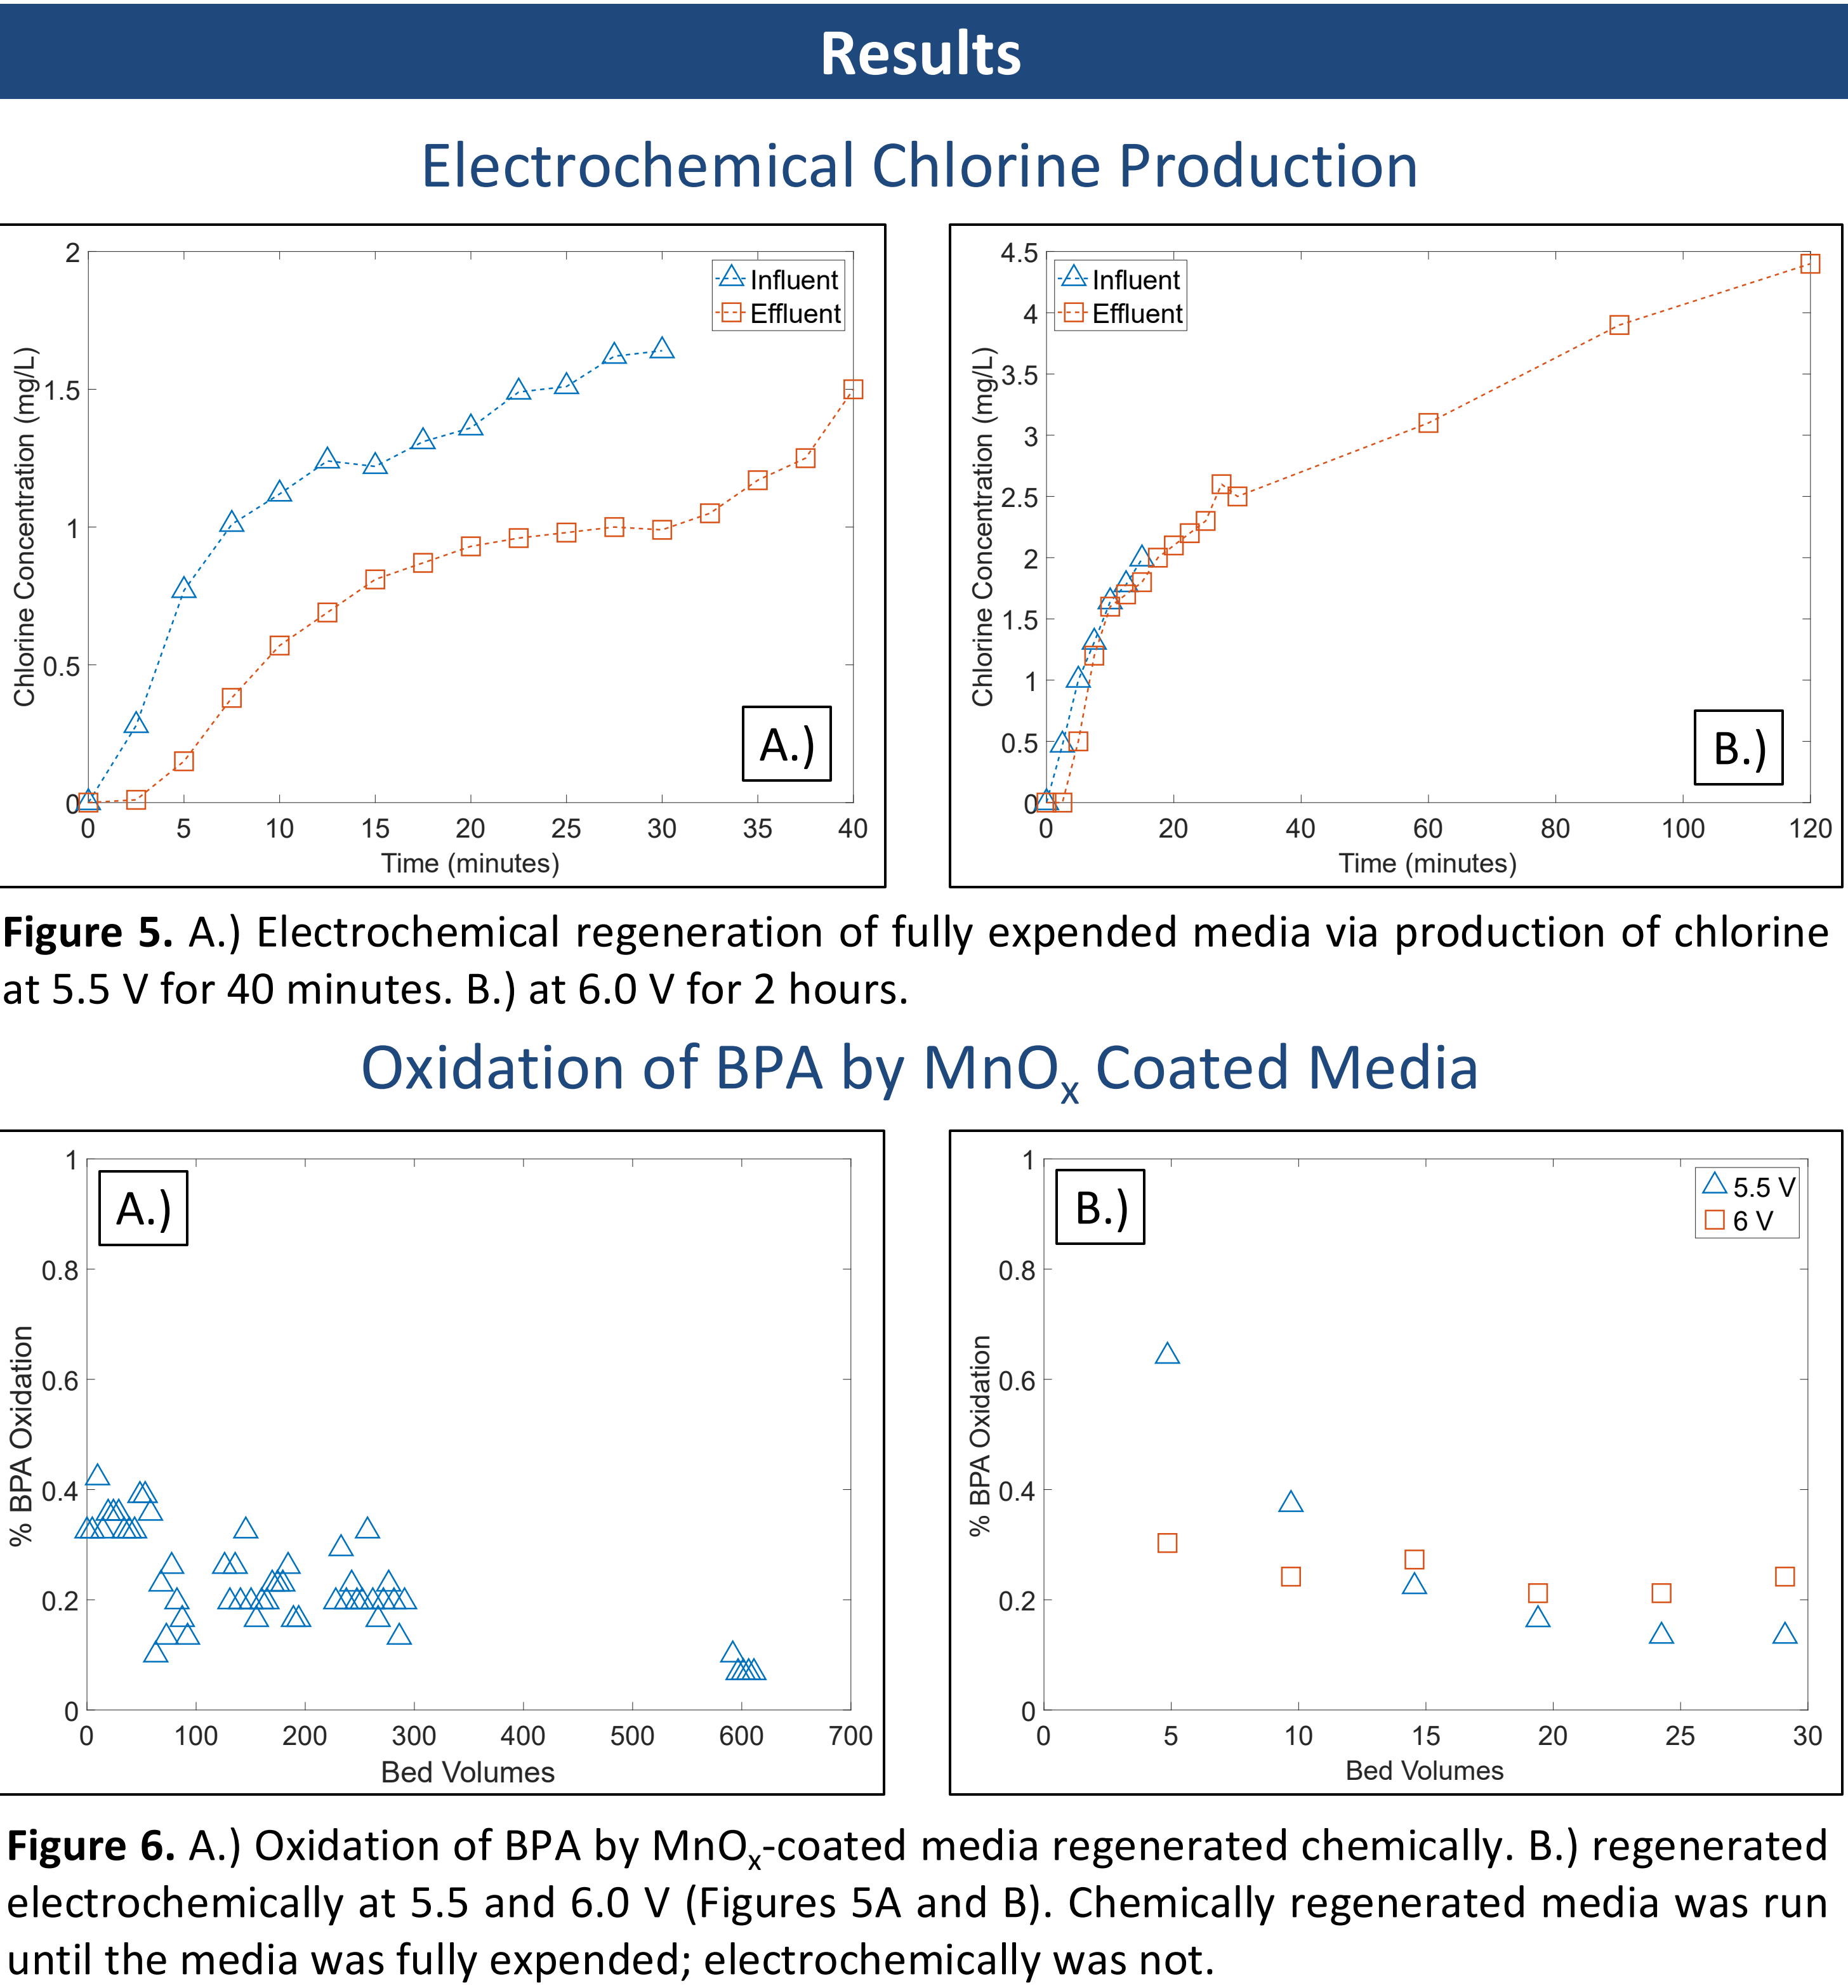 Results
Electrochemical Chlorine Production
2
1.5
1
0.5
0
0 5 10 15 20 25 30 35 40
Chlorine Concentration (mg/L)
Time (minutes)
Influent
Effluent
A.)
4.5
4
3.5
3
2.5
2
1.5
1
0.5
0
0 20 40 60 80 100 120
Chlorine Concentration (mg/L)
Time (minutes)
Influent
Effluent
B.)
Figure 5. A.) Electrochemical regeneration of fully expended media via production of chlorine
at 5.5 V for 40 minutes. B.) at 6.0 V for 2 hours.
Oxidation of BPA by MnOx Coated Media
A.)
1
0.8
0.6
0.4
0.2
0
0 100 200 300 400 500 600 700
% BPA Oxidation
Bed Volumes
B.)
5.5 V
6 V
1
0.8
0.6
0.4
0.2
0
0 5 10 15 20 25 30
% BPA Oxidation
Bed Volumes
Figure 6. A.) Oxidation of BPA by MnOx-coated media regenerated chemically. B.) regenerated
electrochemically at 5.5 and 6.0 V (Figures 5A and B). Chemically regenerated media was run
until the media was fully expended; electrochemically was not.